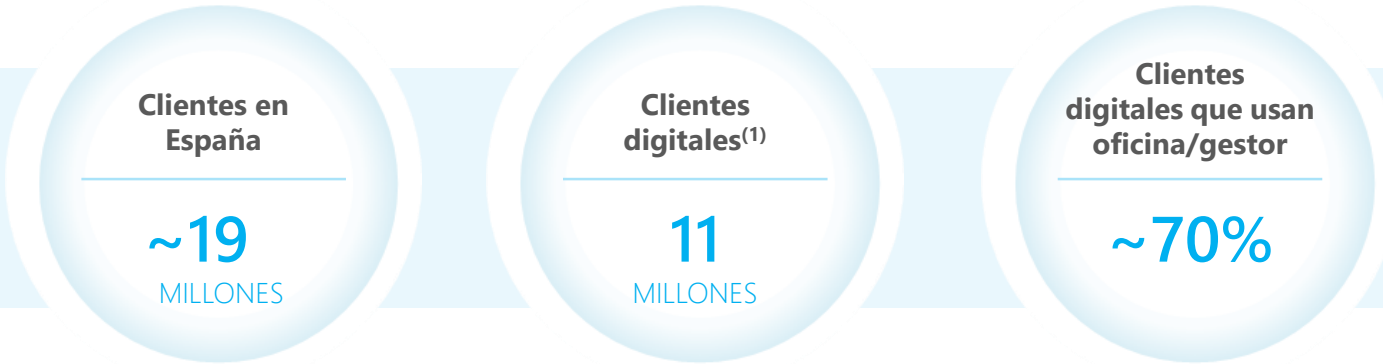 Clientes en
España
~19
MILLONES
Clientes
digitales(1)
11
MILLONES
Clientes
digitales que usan
oficina/gestor
~70%